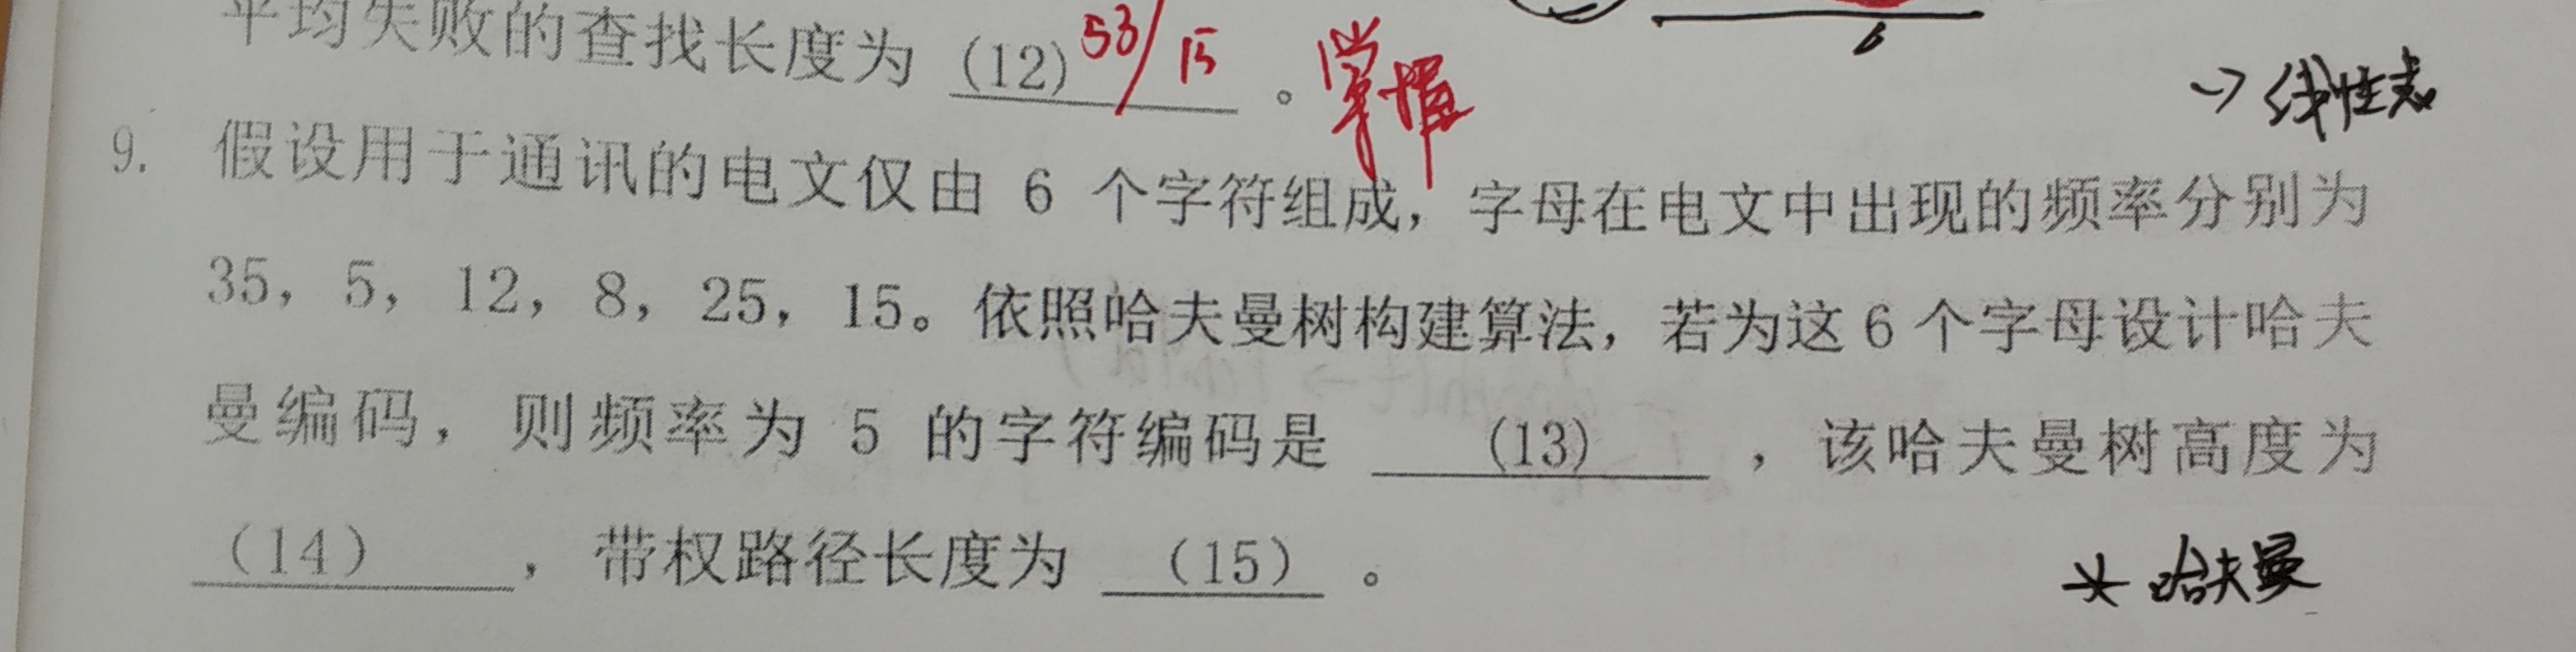 平均失败的查找长度为 (12) 53/15 。掌握
→ 线性表
9. 假设用于通讯的电文仅由 6 个字符组成，字母在电文中出现的频率分别为
35，5，12，8，25，15。依照哈夫曼树构建算法，若为这 6 个字母设计哈夫
曼编码，则频率为 5 的字符编码是 (13) ，该哈夫曼树高度为
（14） ，带权路径长度为 （15） 。
* 哈夫曼